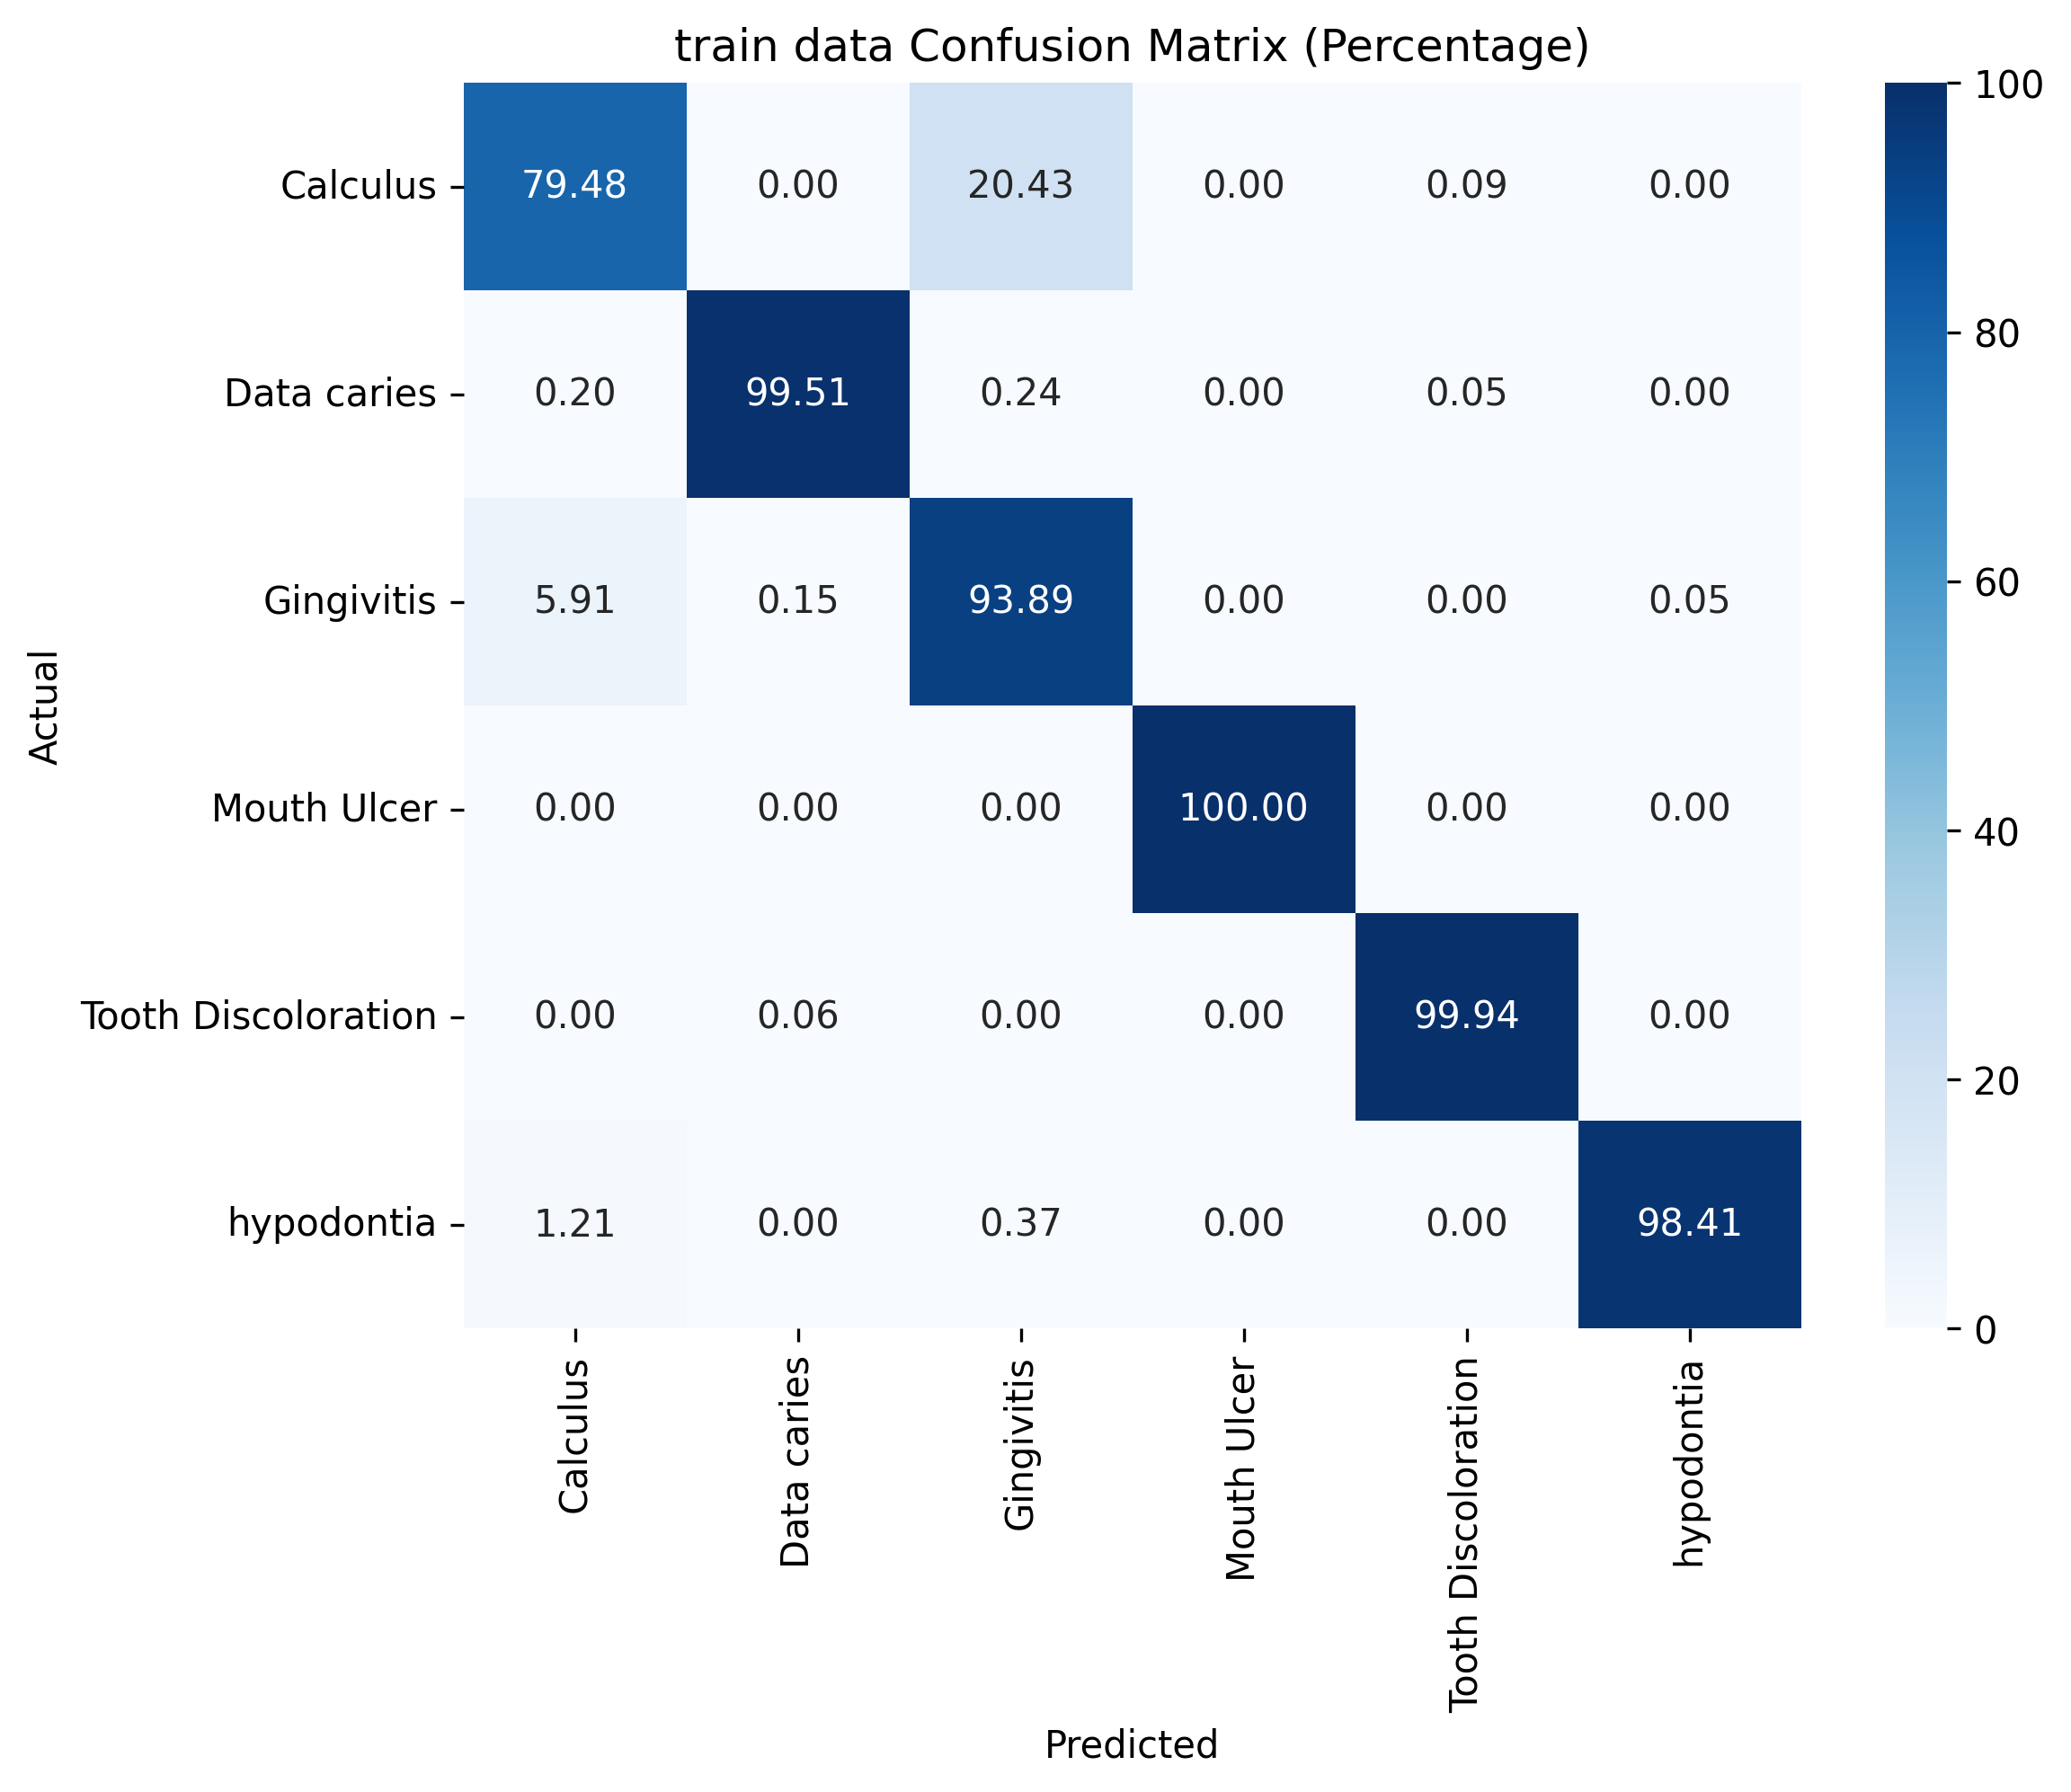 train data Confusion Matrix (Percentage)
Calculus 79.48 0.00 20.43 0.00 0.09 0.00
Data caries 0.20 99.51 0.24 0.00 0.05 0.00
Gingivitis 5.91 0.15 93.89 0.00 0.00 0.05
Mouth Ulcer 0.00 0.00 0.00 100.00 0.00 0.00
Tooth Discoloration 0.00 0.06 0.00 0.00 99.94 0.00
hypodontia 1.21 0.00 0.37 0.00 0.00 98.41
Actual
Calculus
Data caries
Gingivitis
Mouth Ulcer
Tooth Discoloration
hypodontia
Predicted
100
80
60
40
20
0